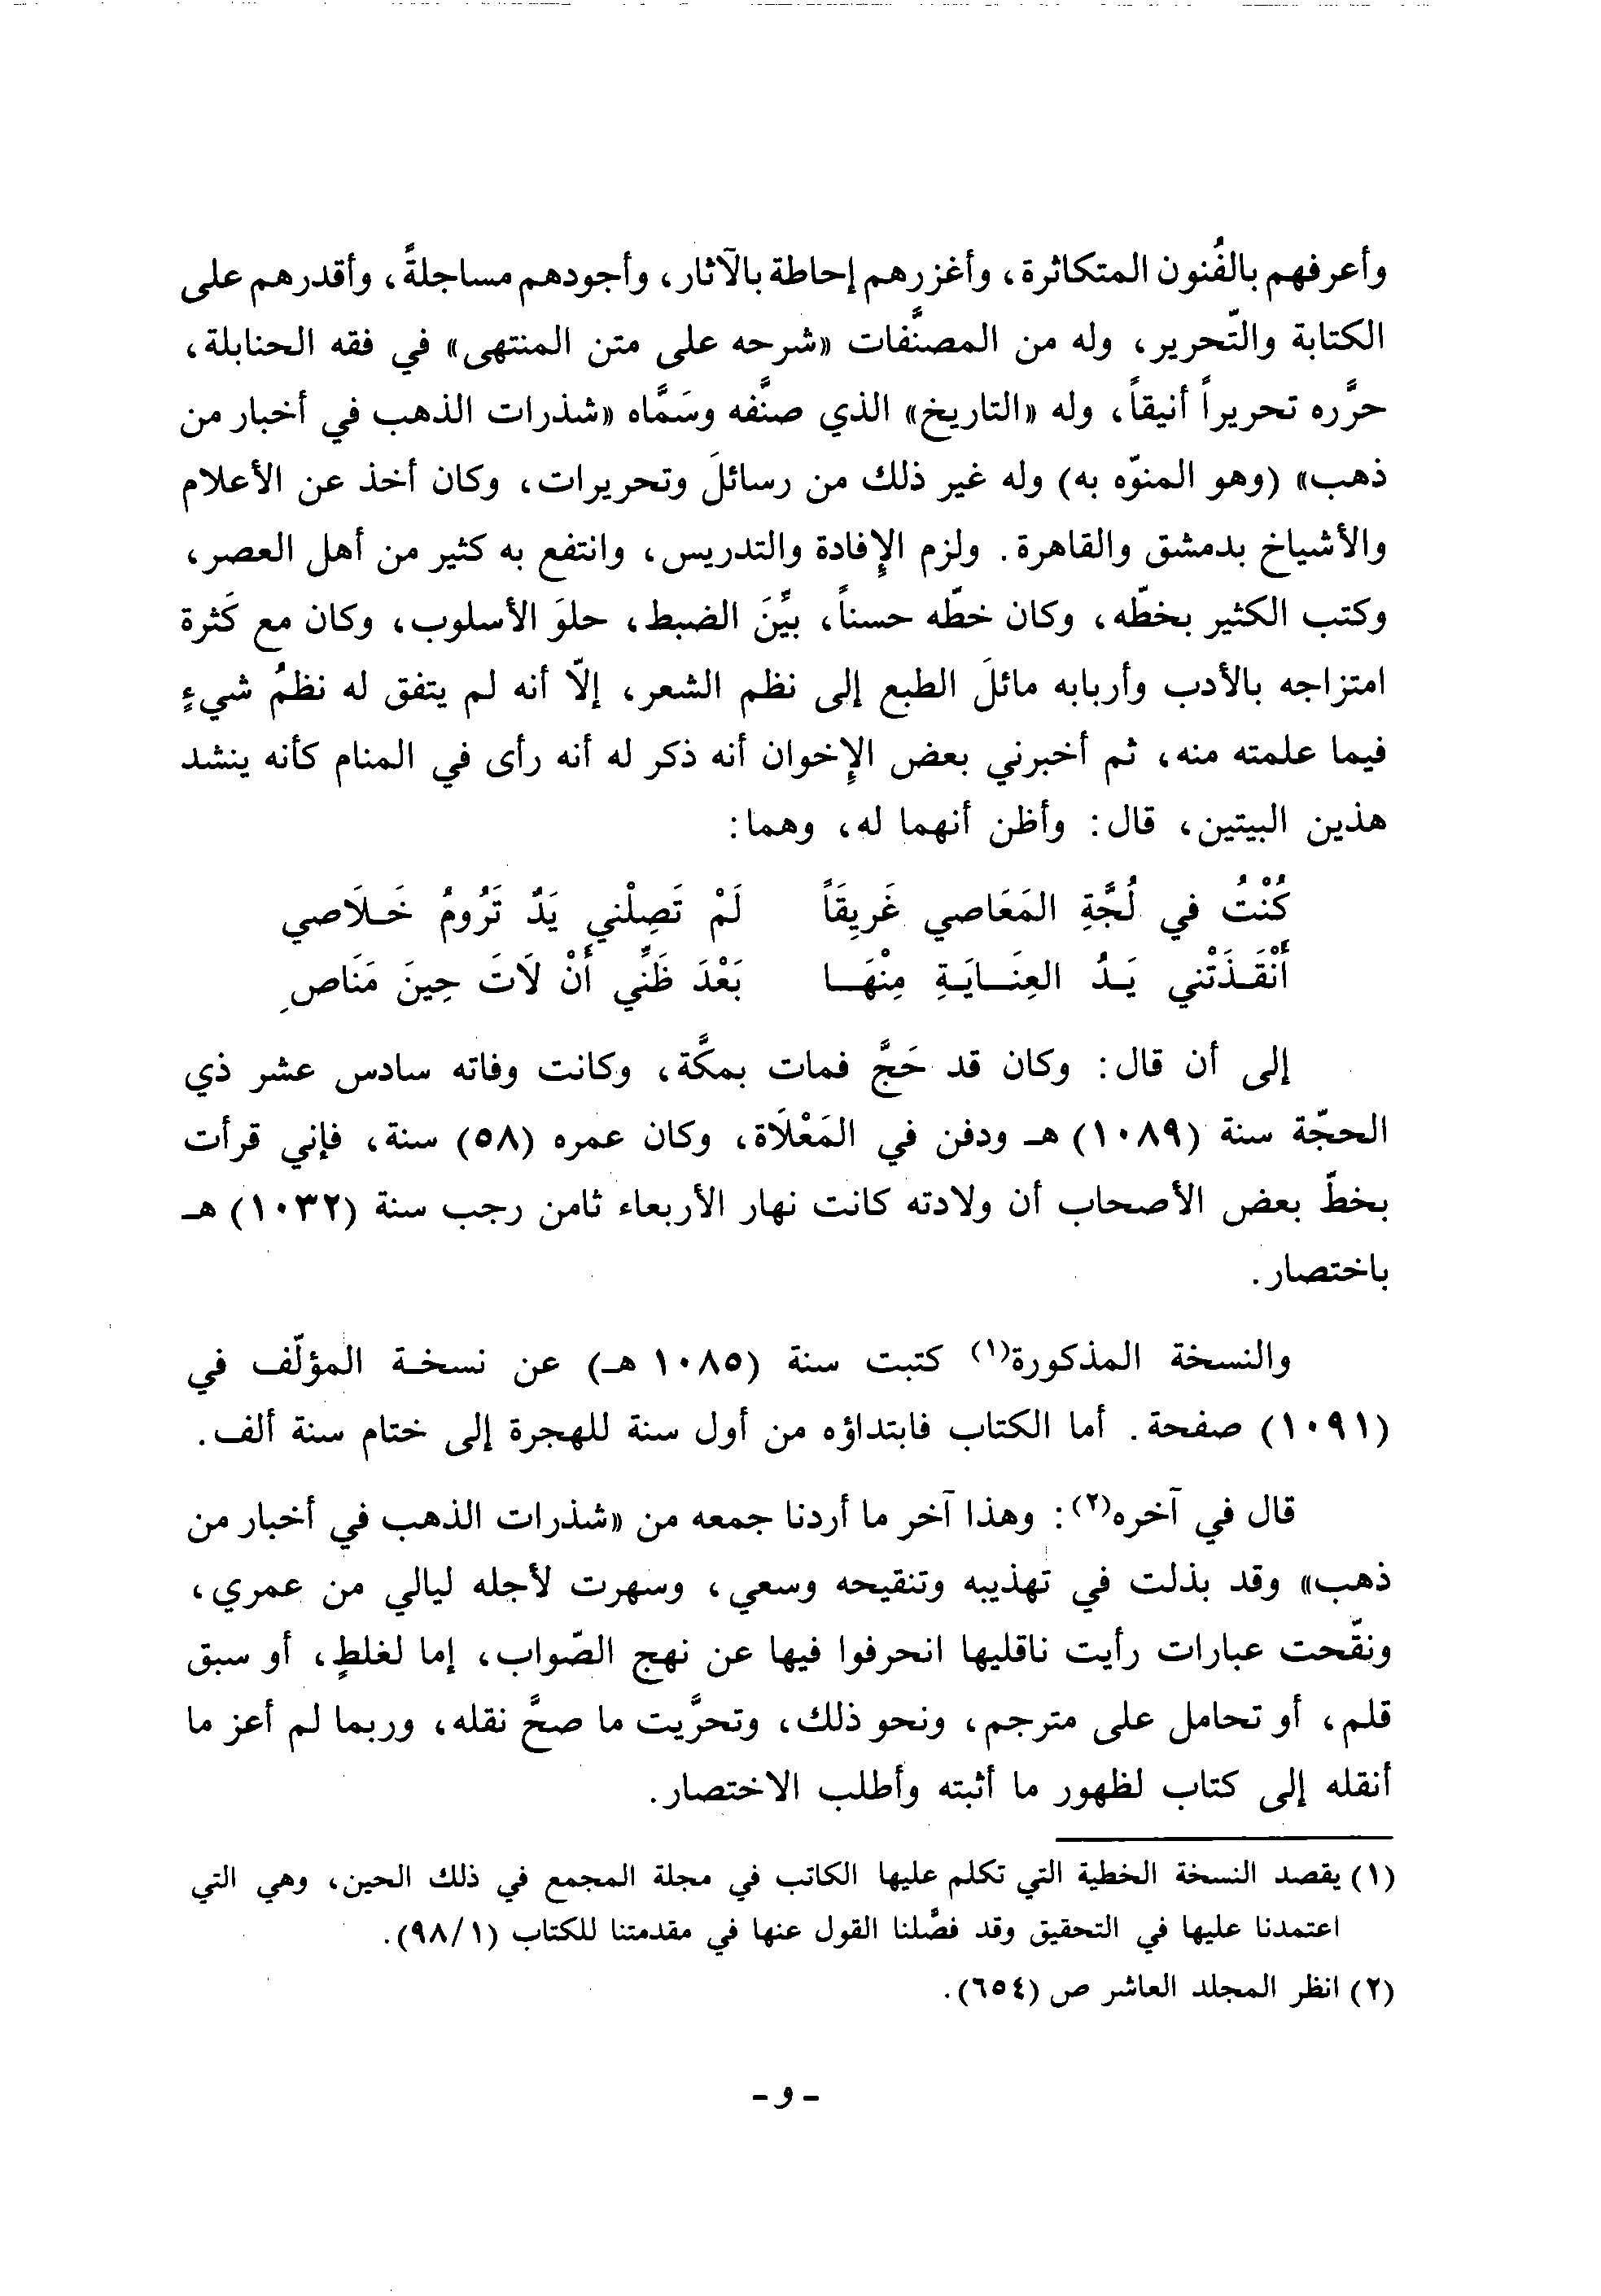 وأعرفهم بالفُنون المتكاثرة، وأغزرهم إحاطة بالآثار، وأجودهم مساجلةً، وأقدرهم على
الكتابة والتّحرير، وله من المصنَّفات «شرحه على متن المنتهى» في فقه الحنابلة،
حرَّره تحريراً أنيقاً، وله «التاريخ» الذي صنَّفه وسَمَّاه «شذرات الذهب في أخبار من
ذهب» (وهو المنوّه به) وله غير ذلك من رسائلَ وتحريرات، وكان أخذ عن الأعلام
والأشياخ بدمشق والقاهرة. ولزم الإفادة والتدريس، وانتفع به كثير من أهل العصر،
وكتب الكثير بخطّه، وكان خطّه حسناً، بيِّنَ الضبط، حلوَ الأسلوب، وكان مع كَثرة
امتزاجه بالأدب وأربابه مائلَ الطبع إلى نظم الشعر، إلّا أنه لم يتفق له نظمُ شيءٍ
فيما علمته منه، ثم أخبرني بعض الإخوان أنه ذكر له أنه رأى في المنام كأنه ينشد
هذين البيتين، قال: وأظن أنهما له، وهما:
كُنْتُ في لُجَّةِ المَعَاصي غَريِقَاً لَمْ تَصِلْني يَدٌ تَرُومُ خَـلَاصي
أَنْقَـذَتْني يَـدُ العِنَـايَـةِ مِنْهَـا بَعْدَ ظَنِّي أَنْ لَاتَ حِينَ مَنَاصِ
إلى أن قال: وكان قد حَجَّ فمات بمكَّة، وكانت وفاته سادس عشر ذي
الحجّة سنة (١٠٨٩) هـ ودفن في المَعْلَاة، وكان عمره (٥٨) سنة، فإني قرأت
بخطّ بعض الأصحاب أن ولادته كانت نهار الأربعاء ثامن رجب سنة (١٠٣٢) هـ
باختصار.
والنسخة المذكورة(١) كتبت سنة (١٠٨٥ هـ) عن نسخـة المؤلّف في
(١٠٩١) صفحة. أما الكتاب فابتداؤه من أول سنة للهجرة إلى ختام سنة ألف.
قال في آخره(٢): وهذا آخر ما أردنا جمعه من «شذرات الذهب في أخبار من
ذهب» وقد بذلت في تهذيبه وتنقيحه وسعي، وسهرت لأجله ليالي من عمري،
ونقّحت عبارات رأيت ناقليها انحرفوا فيها عن نهج الصّواب، إما لغلطٍ، أو سبق
قلم، أو تحامل على مترجم، ونحو ذلك، وتحرَّيت ما صحَّ نقله، وربما لم أعز ما
أنقله إلى كتاب لظهور ما أثبته وأطلب الاختصار.
(١) يقصد النسخة الخطية التي تكلم عليها الكاتب في مجلة المجمع في ذلك الحين، وهي التي
اعتمدنا عليها في التحقيق وقد فصَّلنا القول عنها في مقدمتنا للكتاب (٩٨/١).
(٢) انظر المجلد العاشر ص (٦٥٤).
- و -